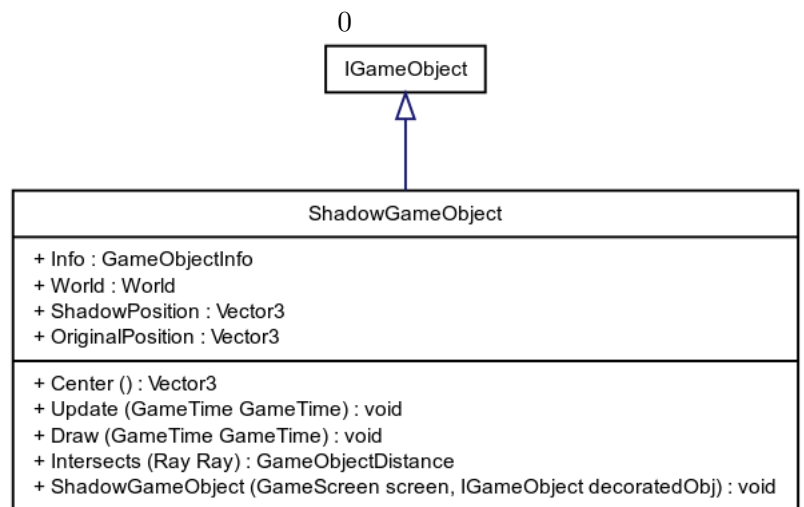 0
IGameObject
ShadowGameObject
+ Info : GameObjectInfo
+ World : World
+ ShadowPosition : Vector3
+ OriginalPosition : Vector3
+ Center () : Vector3
+ Update (GameTime GameTime) : void
+ Draw (GameTime GameTime) : void
+ Intersects (Ray Ray) : GameObjectDistance
+ ShadowGameObject (GameScreen screen, IGameObject decoratedObj) : void